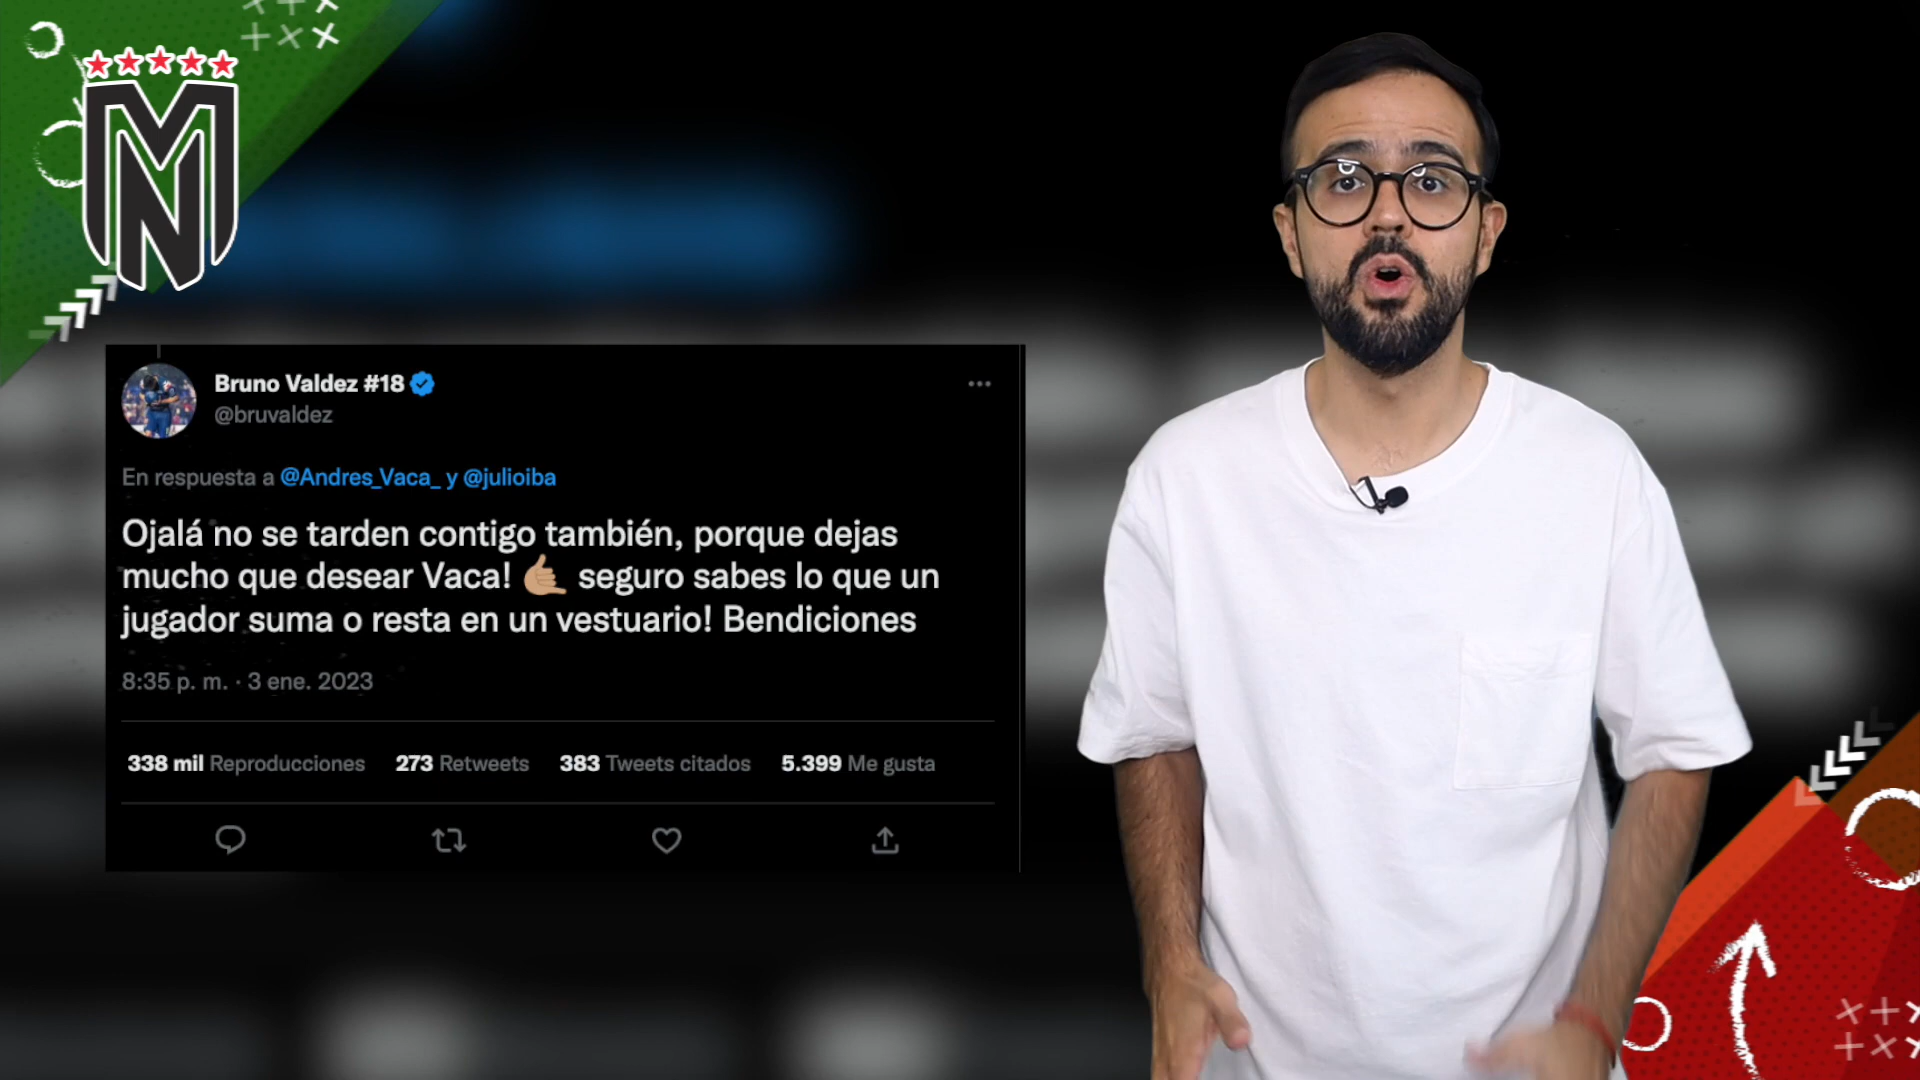 MN
Bruno Valdez #18
@bruvaldez
En respuesta a @Andres_Vaca_ y @julioiba
Ojalá no se tarden contigo también, porque dejas
mucho que desear Vaca! 🤙🏼 seguro sabes lo que un
jugador suma o resta en un vestuario! Bendiciones
8:35 p. m. · 3 ene. 2023
338 mil Reproducciones 273 Retweets 383 Tweets citados 5.399 Me gusta